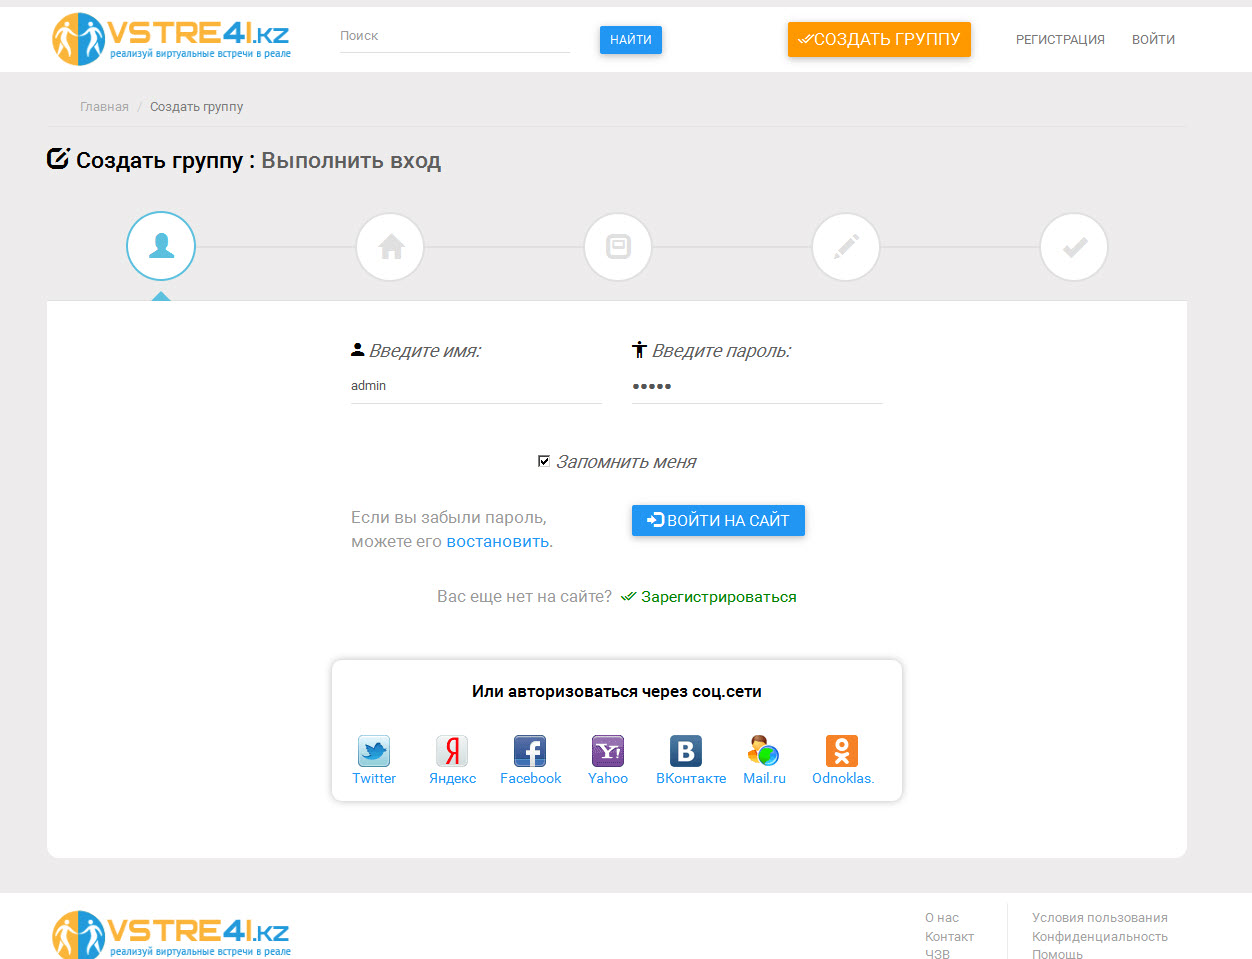 VSTRE4I.KZ
реализуй виртуальные встречи в реале
Поиск
НАЙТИ
СОЗДАТЬ ГРУППУ
РЕГИСТРАЦИЯ
ВОЙТИ
Главная / Создать группу
Создать группу : Выполнить вход
Введите имя:
Введите пароль:
admin
•••••
Запомнить меня
Если вы забыли пароль,
можете его востановить.
ВОЙТИ НА САЙТ
Вас еще нет на сайте? Зарегистрироваться
Или авторизоваться через соц.сети
Twitter
Яндекс
Facebook
Yahoo
ВКонтакте
Mail.ru
Odnoklas.
VSTRE4I.KZ
реализуй виртуальные встречи в реале
О нас
Контакт
ЧЗВ
Условия пользования
Конфиденциальность
Помощь